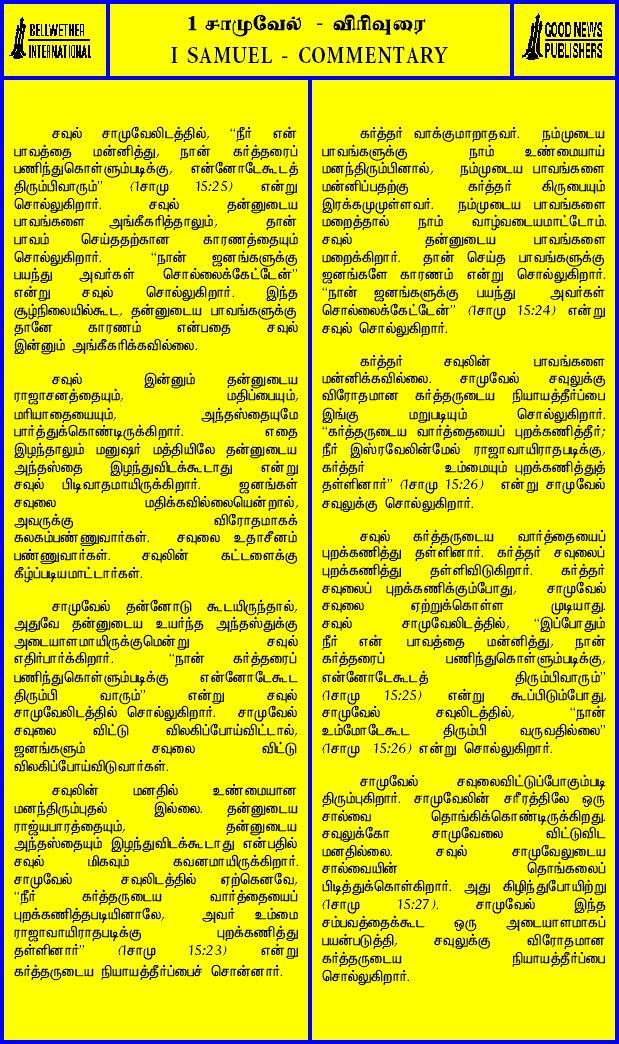 BELLWETHER
INTERNATIONAL
1 சாமுவேல் - விரிவுரை
I SAMUEL - COMMENTARY
GOOD NEWS
PUBLISHERS
சவுல் சாமுவேலிடத்தில், “நீர் என்
பாவத்தை மன்னித்து, நான் கர்த்தரைப்
பணிந்துகொள்ளும்படிக்கு, என்னோடேகூடத்
திரும்பிவாரும்” (1சாமு 15:25) என்று
சொல்லுகிறார். சவுல் தன்னுடைய
பாவங்களை அங்கீகரித்தாலும், தான்
பாவம் செய்ததற்கான காரணத்தையும்
சொல்லுகிறார். “நான் ஜனங்களுக்கு
பயந்து அவர்கள் சொல்லைக்கேட்டேன்”
என்று சவுல் சொல்லுகிறார். இந்த
சூழ்நிலையில்கூட, தன்னுடைய பாவங்களுக்கு
தானே காரணம் என்பதை சவுல்
இன்னும் அங்கீகரிக்கவில்லை.
சவுல் இன்னும் தன்னுடைய
ராஜாசனத்தையும், மதிப்பையும்,
மரியாதையையும், அந்தஸ்தையுமே
பார்த்துக்கொண்டிருக்கிறார். எதை
இழந்தாலும் மனுஷர் மத்தியிலே தன்னுடைய
அந்தஸ்தை இழந்துவிடக்கூடாது என்று
சவுல் பிடிவாதமாயிருக்கிறார். ஜனங்கள்
சவுலை மதிக்கவில்லையென்றால்,
அவருக்கு விரோதமாகக்
கலகம்பண்ணுவார்கள். சவுலை உதாசீனம்
பண்ணுவார்கள். சவுலின் கட்டளைக்கு
கீழ்ப்படியமாட்டார்கள்.
சாமுவேல் தன்னோடு கூடயிருந்தால்,
அதுவே தன்னுடைய உயர்ந்த அந்தஸ்துக்கு
அடையாளமாயிருக்குமென்று சவுல்
எதிர்பார்க்கிறார். “நான் கர்த்தரைப்
பணிந்துகொள்ளும்படிக்கு என்னோடேகூட
திரும்பி வாரும்” என்று சவுல்
சாமுவேலிடத்தில் சொல்லுகிறார். சாமுவேல்
சவுலை விட்டு விலகிப்போய்விட்டால்,
ஜனங்களும் சவுலை விட்டு
விலகிப்போய்விடுவார்கள்.
சவுலின் மனதில் உண்மையான
மனந்திரும்புதல் இல்லை. தன்னுடைய
ராஜ்யபாரத்தையும், தன்னுடைய
அந்தஸ்தையும் இழந்துவிடக்கூடாது என்பதில்
சவுல் மிகவும் கவனமாயிருக்கிறார்.
சாமுவேல் சவுலிடத்தில் ஏற்கெனவே,
“நீர் கர்த்தருடைய வார்த்தையைப்
புறக்கணித்தபடியினாலே, அவர் உம்மை
ராஜாவாயிராதபடிக்கு புறக்கணித்து
தள்ளினார்” (1சாமு 15:23) என்று
கர்த்தருடைய நியாயத்தீர்ப்பைச் சொன்னார்.
கர்த்தர் வாக்குமாறாதவர். நம்முடைய
பாவங்களுக்கு நாம் உண்மையாய்
மனந்திரும்பினால், நம்முடைய பாவங்களை
மன்னிப்பதற்கு கர்த்தர் கிருபையும்
இரக்கமுமுள்ளவர். நம்முடைய பாவங்களை
மறைத்தால் நாம் வாழ்வடையமாட்டோம்.
சவுல் தன்னுடைய பாவங்களை
மறைக்கிறார். தான் செய்த பாவங்களுக்கு
ஜனங்களே காரணம் என்று சொல்லுகிறார்.
“நான் ஜனங்களுக்கு பயந்து அவர்கள்
சொல்லைக்கேட்டேன்” (1சாமு 15:24) என்று
சவுல் சொல்லுகிறார்.
கர்த்தர் சவுலின் பாவங்களை
மன்னிக்கவில்லை. சாமுவேல் சவுலுக்கு
விரோதமான கர்த்தருடைய நியாயத்தீர்ப்பை
இங்கு மறுபடியும் சொல்லுகிறார்.
“கர்த்தருடைய வார்த்தையைப் புறக்கணித்தீர்;
நீர் இஸ்ரவேலின்மேல் ராஜாவாயிராதபடிக்கு,
கர்த்தர் உம்மையும் புறக்கணித்துத்
தள்ளினார்” (1சாமு 15:26) என்று சாமுவேல்
சவுலுக்கு சொல்லுகிறார்.
சவுல் கர்த்தருடைய வார்த்தையைப்
புறக்கணித்து தள்ளினார். கர்த்தர் சவுலைப்
புறக்கணித்து தள்ளிவிடுகிறார். கர்த்தர்
சவுலைப் புறக்கணிக்கும்போது, சாமுவேல்
சவுலை ஏற்றுக்கொள்ள முடியாது.
சவுல் சாமுவேலிடத்தில், “இப்போதும்
நீர் என் பாவத்தை மன்னித்து, நான்
கர்த்தரைப் பணிந்துகொள்ளும்படிக்கு,
என்னோடேகூடத் திரும்பிவாரும்”
(1சாமு 15:25) என்று கூப்பிடும்போது,
சாமுவேல் சவுலிடத்தில், “நான்
உம்மோடேகூட திரும்பி வருவதில்லை”
(1சாமு 15:26) என்று சொல்லுகிறார்.
சாமுவேல் சவுலைவிட்டுப்போகும்படி
திரும்புகிறார். சாமுவேலின் சரீரத்திலே ஒரு
சால்வை தொங்கிக்கொண்டிருக்கிறது.
சவுலுக்கோ சாமுவேலை விட்டுவிட
மனதில்லை. சவுல் சாமுவேலுடைய
சால்வையின் தொங்கலைப்
பிடித்துக்கொள்கிறார். அது கிழிந்துபோயிற்று
(1சாமு 15:27). சாமுவேல் இந்த
சம்பவத்தைக்கூட ஒரு அடையாளமாகப்
பயன்படுத்தி, சவுலுக்கு விரோதமான
கர்த்தருடைய நியாயத்தீர்ப்பை
சொல்லுகிறார்.